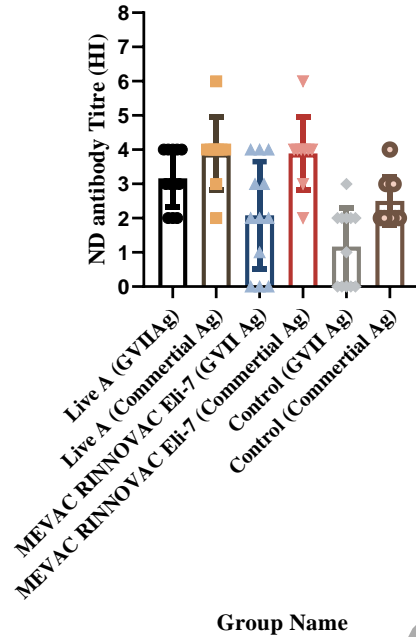 ND antibody Titre (HI)
8
7
6
5
4
3
2
1
0
Live A (GVIIAg)
Live A (Commertial Ag)
MEVAC RINNOVAC Eli-7 (GVII Ag)
MEVAC RINNOVAC Eli-7 (Commertial Ag)
Control (GVII Ag)
Control (Commertial Ag)
Group Name